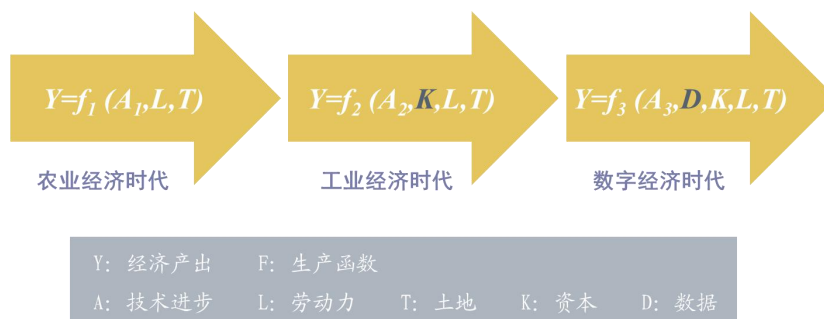 Y=f₁ (A₁,L,T) Y=f₂ (A₂,K,L,T) Y=f₃ (A₃,D,K,L,T)
农业经济时代 工业经济时代 数字经济时代
Y: 经济产出 F: 生产函数
A: 技术进步 L: 劳动力 T: 土地 K: 资本 D: 数据